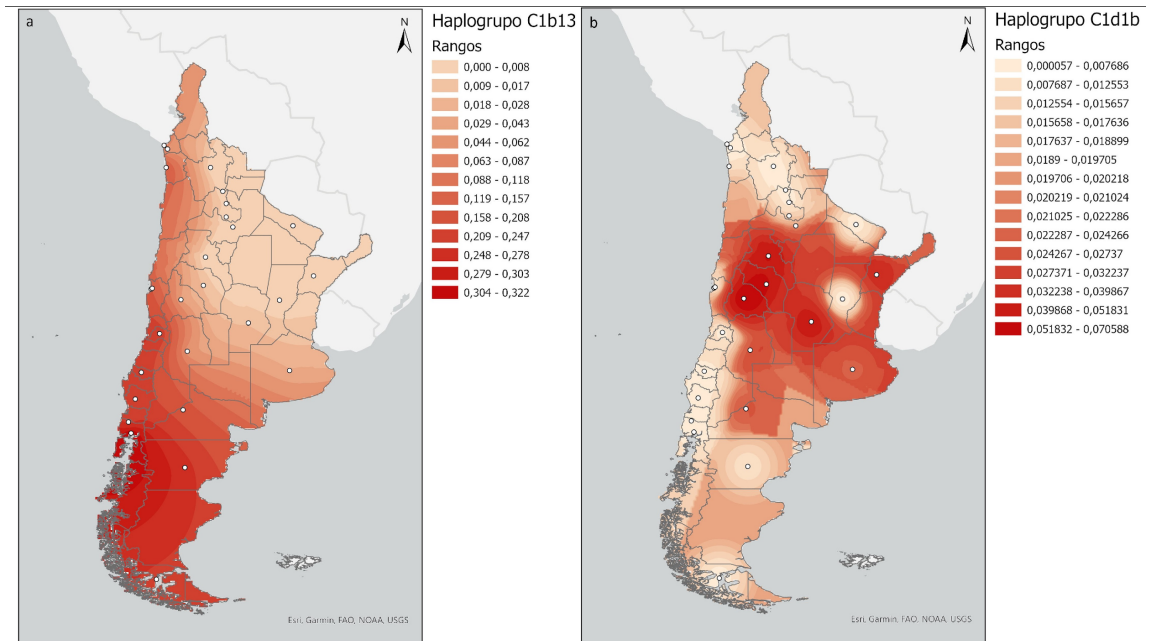 a
N
Haplogrupo C1b13
Rangos
0,000 - 0,008
0,009 - 0,017
0,018 - 0,028
0,029 - 0,043
0,044 - 0,062
0,063 - 0,087
0,088 - 0,118
0,119 - 0,157
0,158 - 0,208
0,209 - 0,247
0,248 - 0,278
0,279 - 0,303
0,304 - 0,322
Esri, Garmin, FAO, NOAA, USGS
b
N
Haplogrupo C1d1b
Rangos
0,000057 - 0,007686
0,007687 - 0,012553
0,012554 - 0,015657
0,015658 - 0,017636
0,017637 - 0,018899
0,0189 - 0,019705
0,019706 - 0,020218
0,020219 - 0,021024
0,021025 - 0,022286
0,022287 - 0,024266
0,024267 - 0,02737
0,027371 - 0,032237
0,032238 - 0,039867
0,039868 - 0,051831
0,051832 - 0,070588
Esri, Garmin, FAO, NOAA, USGS